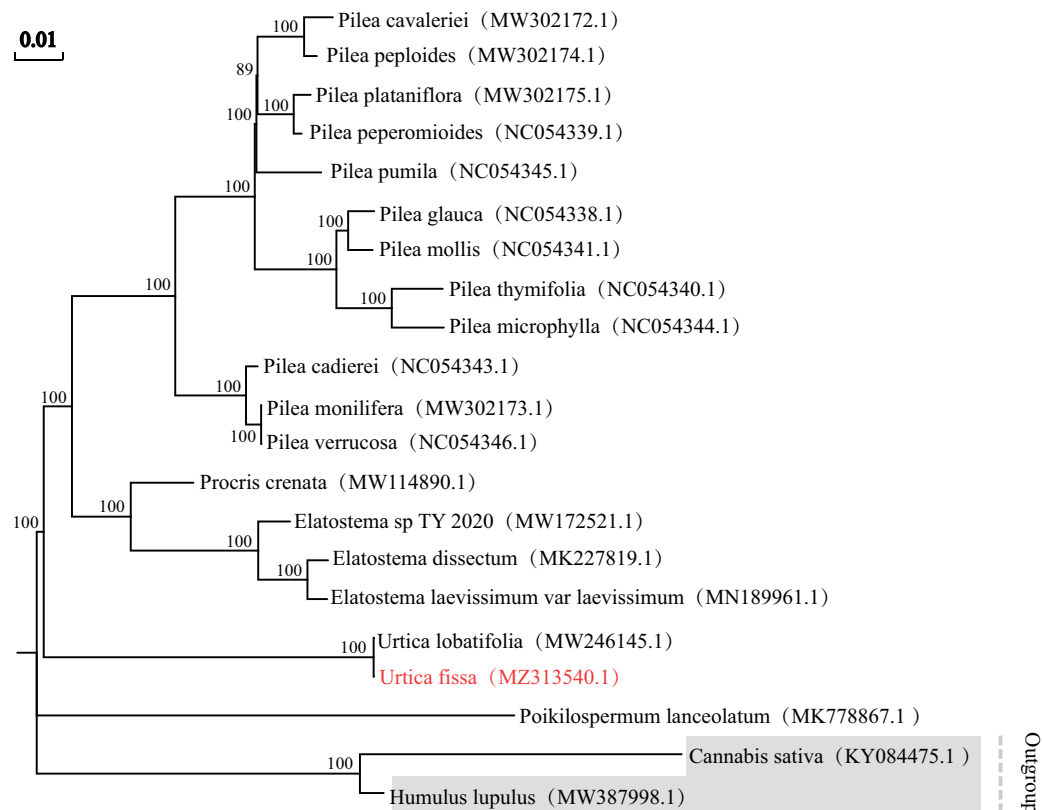 100
Pilea cavaleriei（MW302172.1）
0.01
Pilea peploides（MW302174.1）
89
Pilea plataniflora（MW302175.1）
100
100
Pilea peperomioides（NC054339.1）
Pilea pumila（NC054345.1）
100
Pilea glauca（NC054338.1）
100
Pilea mollis（NC054341.1）
100
Pilea thymifolia（NC054340.1）
100
100
Pilea microphylla（NC054344.1）
Pilea cadierei（NC054343.1）
100
100
Pilea monilifera（MW302173.1）
100
Pilea verrucosa（NC054346.1）
Procris crenata（MW114890.1）
100
100
Elatostema sp TY 2020（MW172521.1）
100
Elatostema dissectum（MK227819.1）
100
Elatostema laevissimum var laevissimum（MN189961.1）
100
Urtica lobatifolia（MW246145.1）
Urtica fissa（MZ313540.1）
Poikilospermum lanceolatum（MK778867.1 ）
Cannabis sativa（KY084475.1 ）
100
Humulus lupulus（MW387998.1）
Outgroup